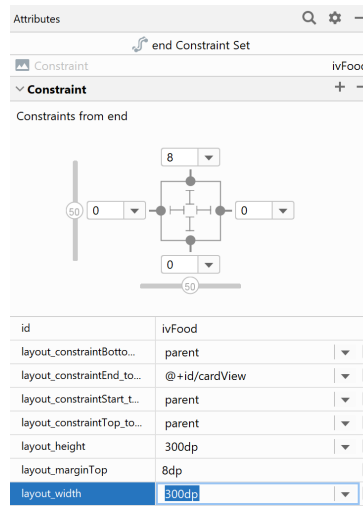 Attributes
end Constraint Set
Constraint ivFood
Constraint
Constraints from end
8
50 0 0
0
50
id ivFood
layout_constraintBotto... parent
layout_constraintEnd_to... @+id/cardView
layout_constraintStart_t... parent
layout_constraintTop_to... parent
layout_height 300dp
layout_marginTop 8dp
layout_width 300dp